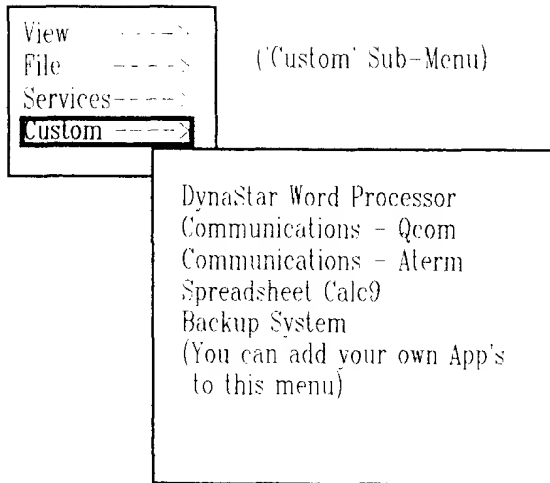 View - - - ->
File - - - ->
Services- - - ->
Custom - - - ->
('Custom' Sub-Menu)
DynaStar Word Processor
Communications - Qcom
Communications - Aterm
Spreadsheet Calc9
Backup System
(You can add your own App's
to this menu)